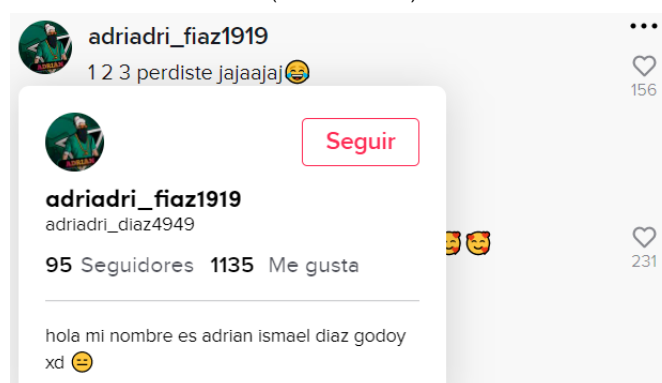 adriadri_fiaz1919
1 2 3 perdiste jajaajaj😂
156
ADRIAN
Seguir
adriadri_fiaz1919
adriadri_diaz4949
95 Seguidores 1135 Me gusta
🥰🥰
231
hola mi nombre es adrian ismael diaz godoy
xd 😑